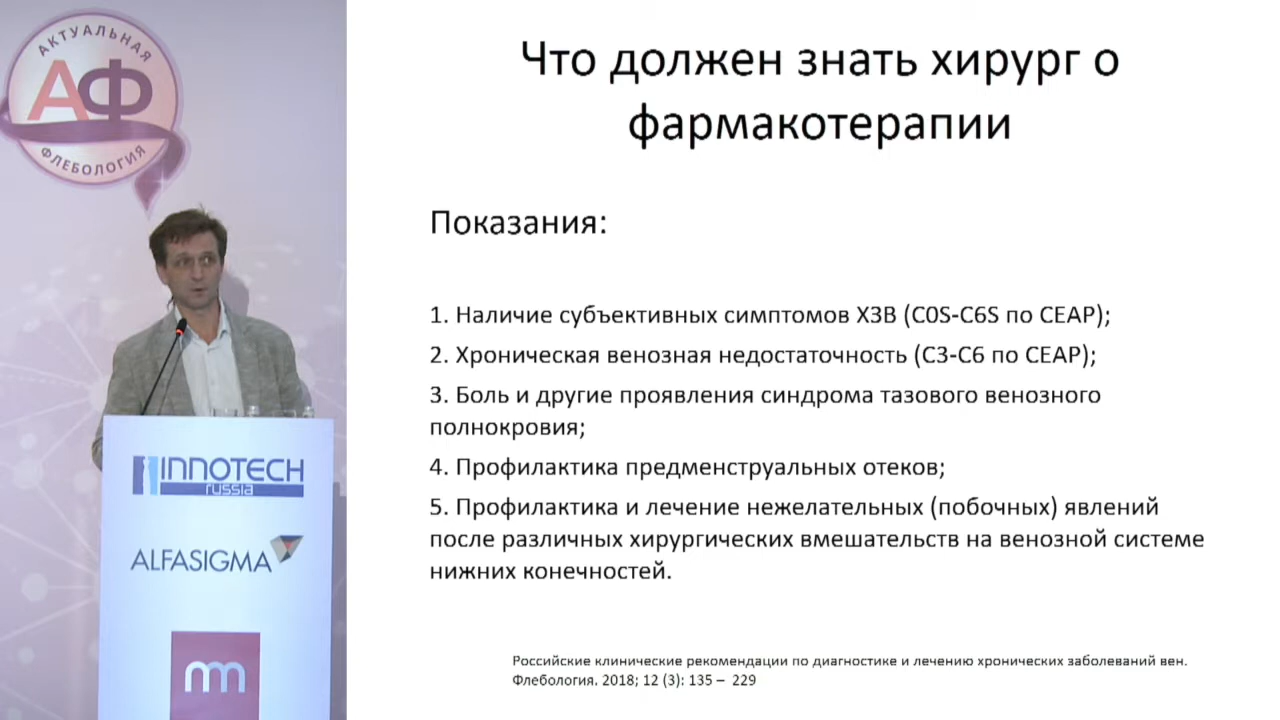 АКТУАЛЬНАЯ
АФ
ФЛЕБОЛОГИЯ
Что должен знать хирург о
фармакотерапии
Показания:
1. Наличие субъективных симптомов ХЗВ (C0S-C6S по CEAP);
2. Хроническая венозная недостаточность (С3-С6 по CEAP);
3. Боль и другие проявления синдрома тазового венозного
полнокровия;
4. Профилактика предменструальных отеков;
5. Профилактика и лечение нежелательных (побочных) явлений
после различных хирургических вмешательств на венозной системе
нижних конечностей.
Российские клинические рекомендации по диагностике и лечению хронических заболеваний вен.
Флебология. 2018; 12 (3): 135 – 229
INNOTECH
russia
ALFASIGMA